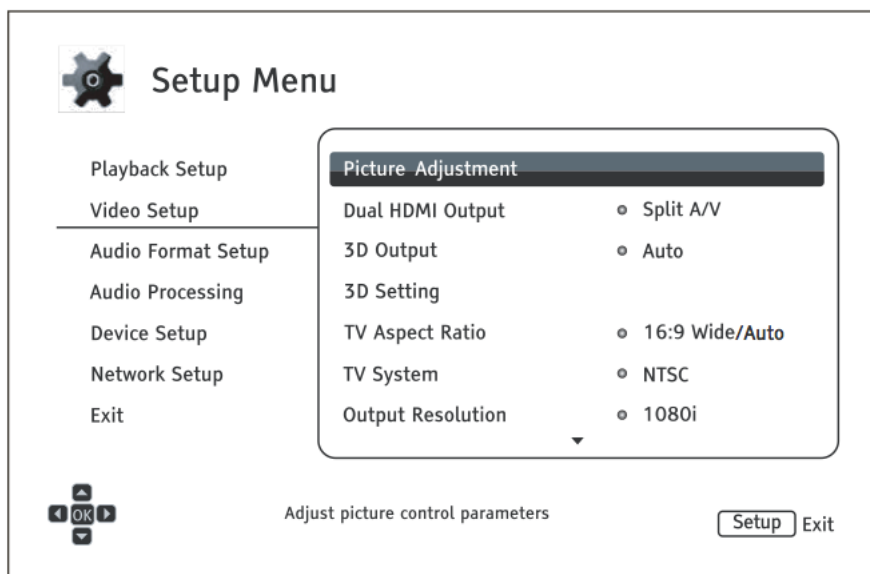 Setup Menu
Playback Setup
Video Setup
Audio Format Setup
Audio Processing
Device Setup
Network Setup
Exit
Picture Adjustment
Dual HDMI Output Split A/V
3D Output Auto
3D Setting
TV Aspect Ratio 16:9 Wide/Auto
TV System NTSC
Output Resolution 1080i
OK
Adjust picture control parameters
Setup Exit